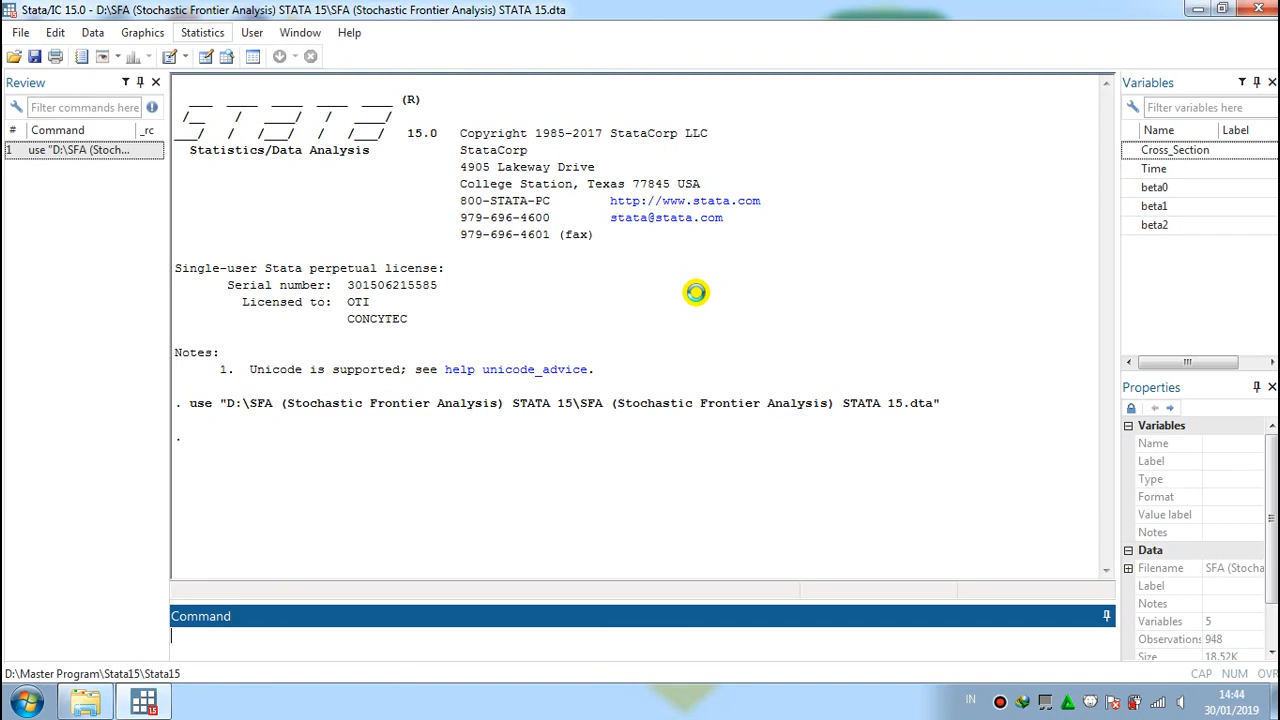 Stata/IC 15.0 - D:\SFA (Stochastic Frontier Analysis) STATA 15\SFA (Stochastic Frontier Analysis) STATA 15.dta
File Edit Data Graphics Statistics User Window Help
Review
Filter commands here
# Command _rc
1 use "D:\SFA (Stoch...
(R)
15.0 Copyright 1985-2017 StataCorp LLC
Statistics/Data Analysis StataCorp
4905 Lakeway Drive
College Station, Texas 77845 USA
800-STATA-PC http://www.stata.com
979-696-4600 stata@stata.com
979-696-4601 (fax)
Single-user Stata perpetual license:
Serial number: 301506215585
Licensed to: OTI
CONCYTEC
Notes:
1. Unicode is supported; see help unicode_advice.
. use "D:\SFA (Stochastic Frontier Analysis) STATA 15\SFA (Stochastic Frontier Analysis) STATA 15.dta"
.
Command
Variables
Filter variables here
Name Label
Cross_Section
Time
beta0
beta1
beta2
Properties
Variables
Name
Label
Type
Format
Value label
Notes
Data
Filename SFA (Stocha
Label
Notes
Variables 5
Observations 948
Size 18.52K
D:\Master Program\Stata15\Stata15
CAP NUM OVR
IN
14:44
30/01/2019